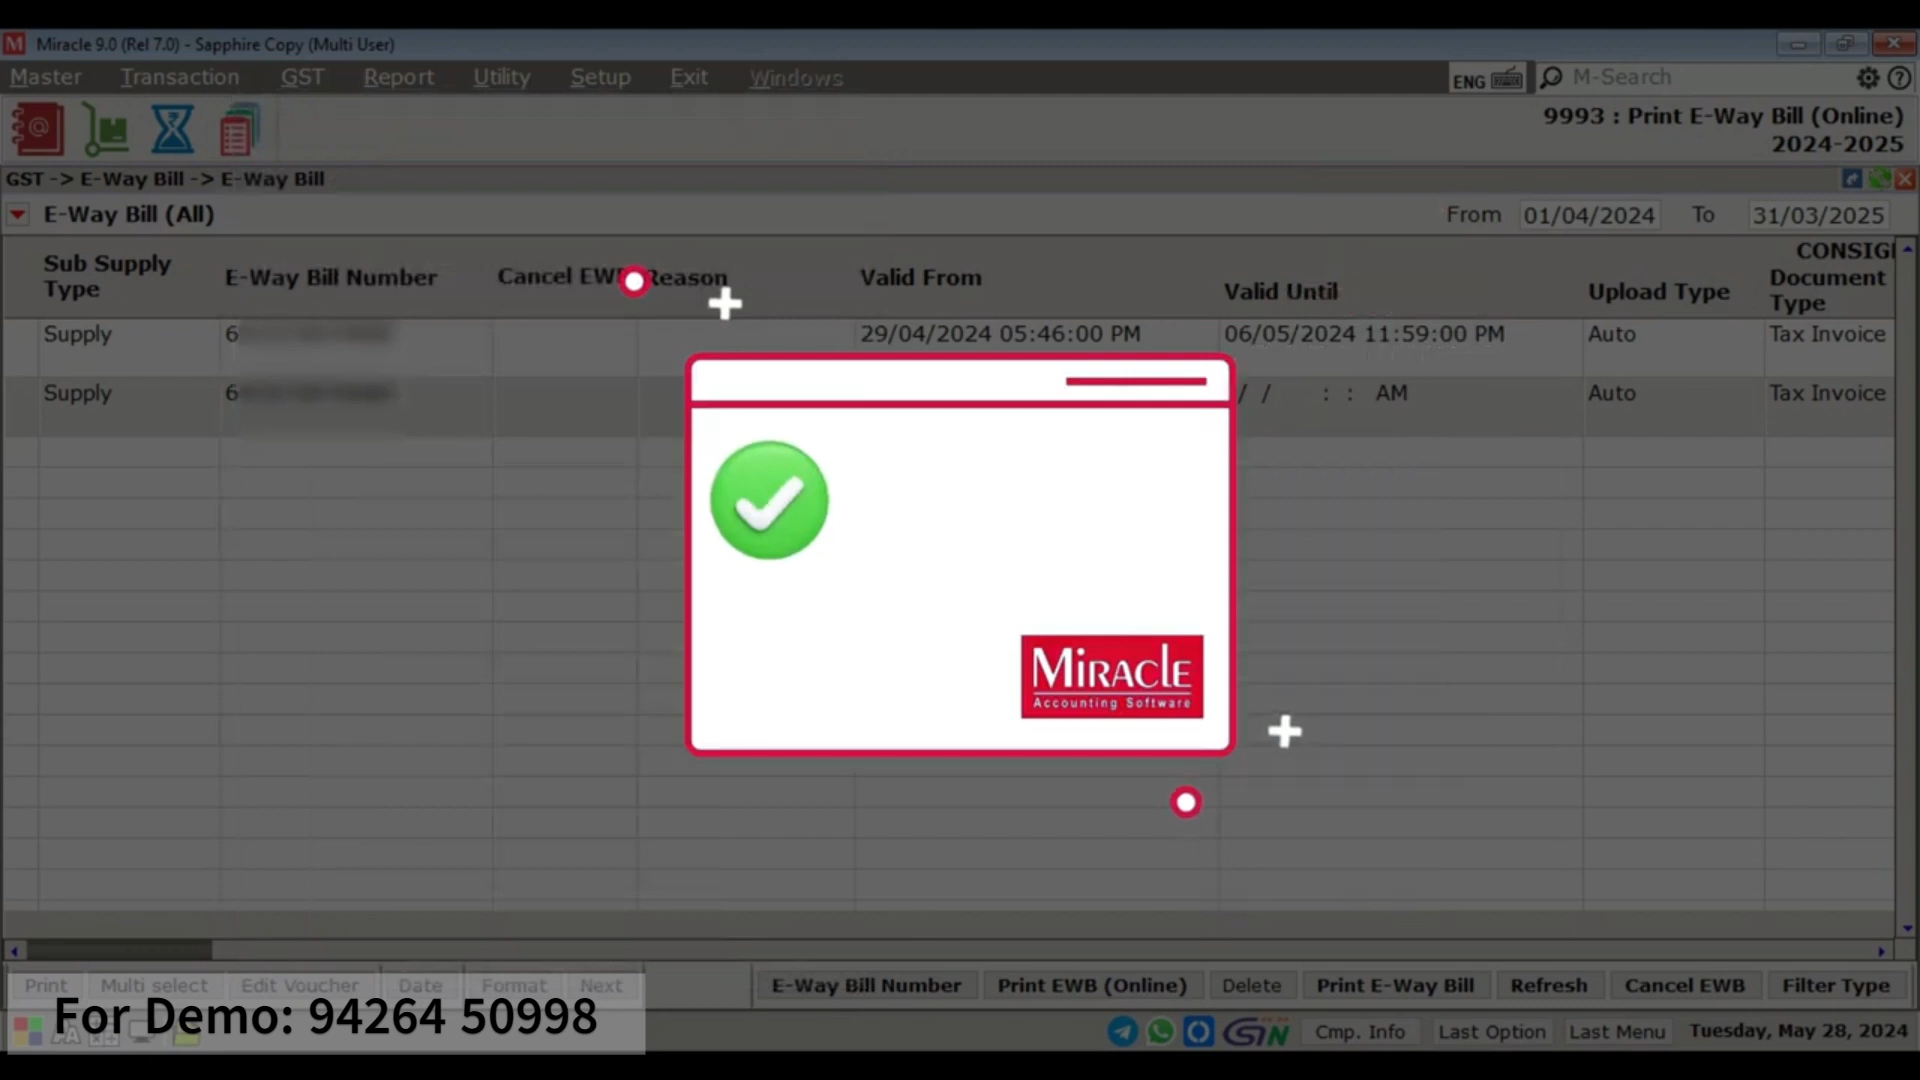 Miracle 9.0 (Rel 7.0) - Sapphire Copy (Multi User)
Master Transaction GST Report Utility Setup Exit Windows
ENG M-Search
9993 : Print E-Way Bill (Online)
2024-2025
GST -> E-Way Bill -> E-Way Bill
E-Way Bill (All) From 01/04/2024 To 31/03/2025
CONSIG
Sub Supply Type E-Way Bill Number Cancel EW Reason Valid From Valid Until Upload Type Document Type
Supply 6 29/04/2024 05:46:00 PM 06/05/2024 11:59:00 PM Auto Tax Invoice
Supply 6 / / : : AM Auto Tax Invoice
MIRACLE
Accounting Software
Print Multi select Edit Voucher Date Format Next E-Way Bill Number Print EWB (Online) Delete Print E-Way Bill Refresh Cancel EWB Filter Type
For Demo: 94264 50998
GSTN Cmp. Info Last Option Last Menu Tuesday, May 28, 2024